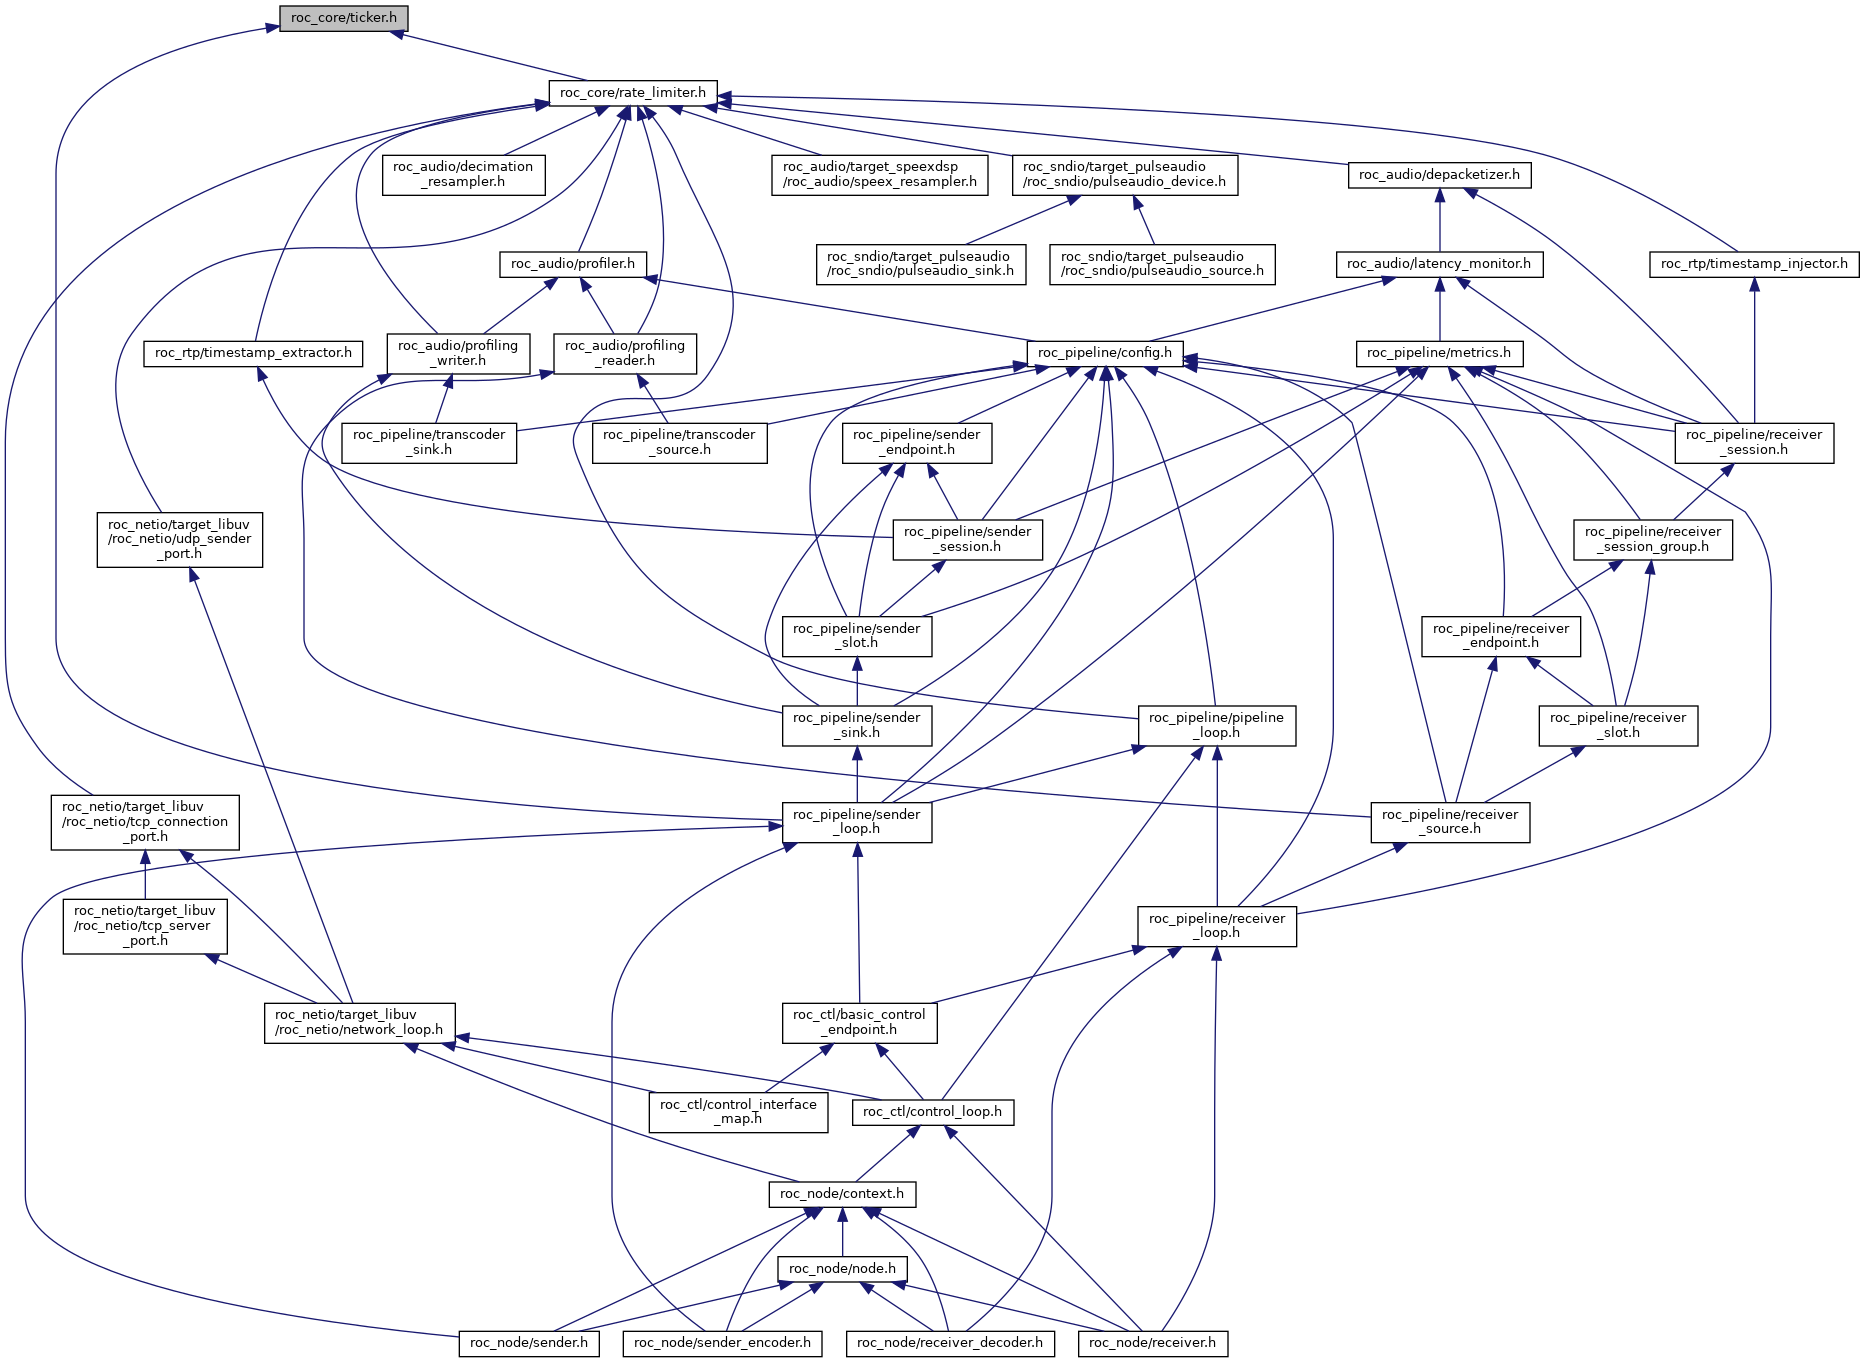 roc_core/ticker.h
roc_core/rate_limiter.h
roc_audio/decimation
_resampler.h
roc_audio/target_speexdsp
/roc_audio/speex_resampler.h
roc_sndio/target_pulseaudio
/roc_sndio/pulseaudio_device.h
roc_audio/depacketizer.h
roc_audio/profiler.h
roc_sndio/target_pulseaudio
/roc_sndio/pulseaudio_sink.h
roc_sndio/target_pulseaudio
/roc_sndio/pulseaudio_source.h
roc_audio/latency_monitor.h
roc_rtp/timestamp_injector.h
roc_rtp/timestamp_extractor.h
roc_audio/profiling
_writer.h
roc_audio/profiling
_reader.h
roc_pipeline/config.h
roc_pipeline/metrics.h
roc_pipeline/transcoder
_sink.h
roc_pipeline/transcoder
_source.h
roc_pipeline/sender
_endpoint.h
roc_pipeline/receiver
_session.h
roc_netio/target_libuv
/roc_netio/udp_sender
_port.h
roc_pipeline/sender
_session.h
roc_pipeline/receiver
_session_group.h
roc_pipeline/sender
_slot.h
roc_pipeline/receiver
_endpoint.h
roc_pipeline/sender
_sink.h
roc_pipeline/pipeline
_loop.h
roc_pipeline/receiver
_slot.h
roc_netio/target_libuv
/roc_netio/tcp_connection
_port.h
roc_pipeline/sender
_loop.h
roc_pipeline/receiver
_source.h
roc_netio/target_libuv
/roc_netio/tcp_server
_port.h
roc_pipeline/receiver
_loop.h
roc_netio/target_libuv
/roc_netio/network_loop.h
roc_ctl/basic_control
_endpoint.h
roc_ctl/control_interface
_map.h
roc_ctl/control_loop.h
roc_node/context.h
roc_node/node.h
roc_node/sender.h
roc_node/sender_encoder.h
roc_node/receiver_decoder.h
roc_node/receiver.h